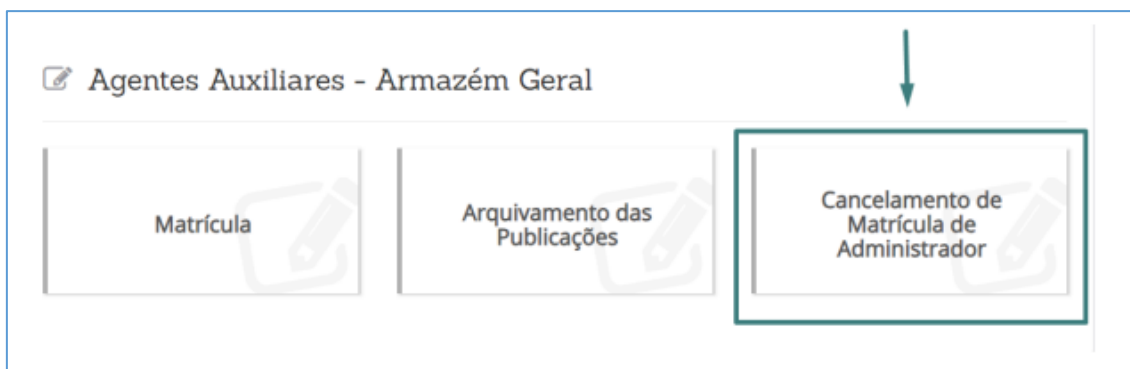 Agentes Auxiliares - Armazém Geral
Matrícula
Arquivamento das
Publicações
Cancelamento de
Matrícula de
Administrador